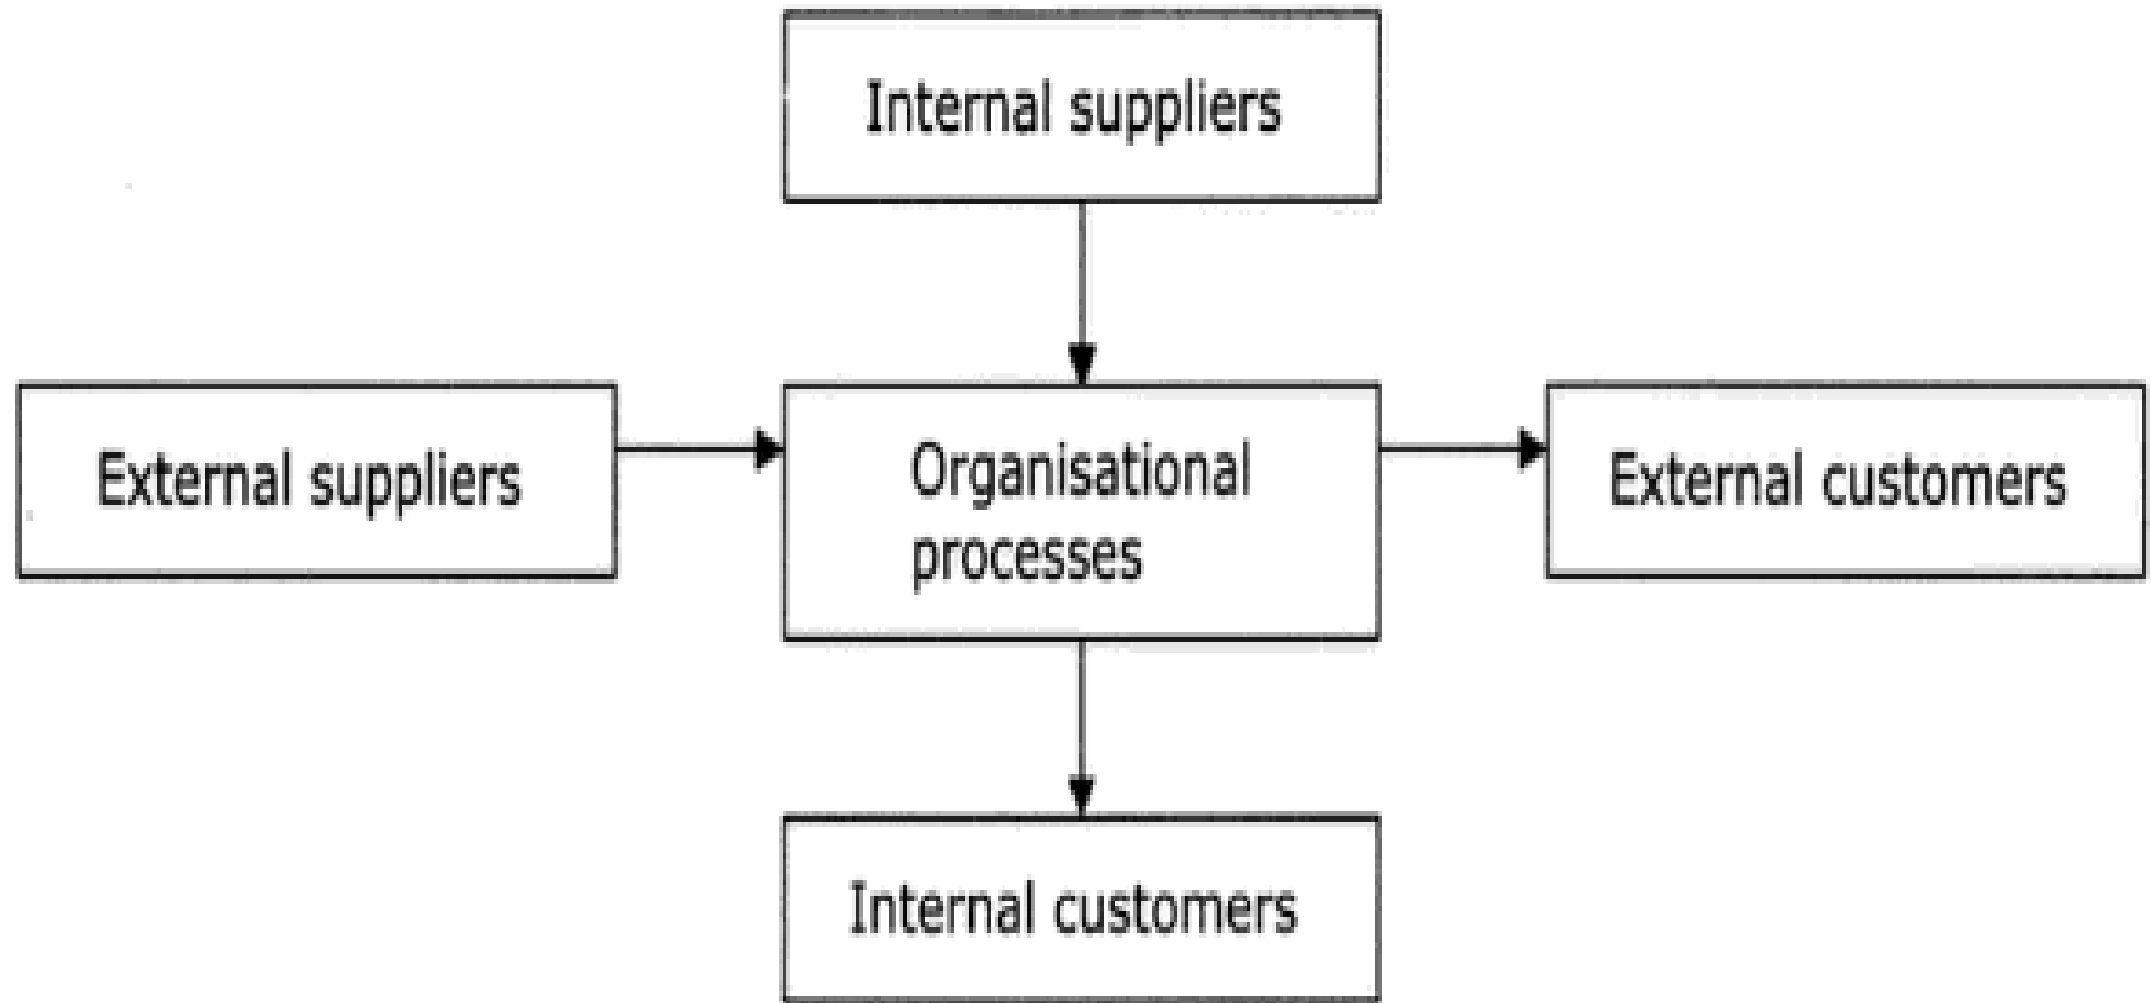 Internal suppliers
External suppliers
Organisational
processes
External customers
Internal customers